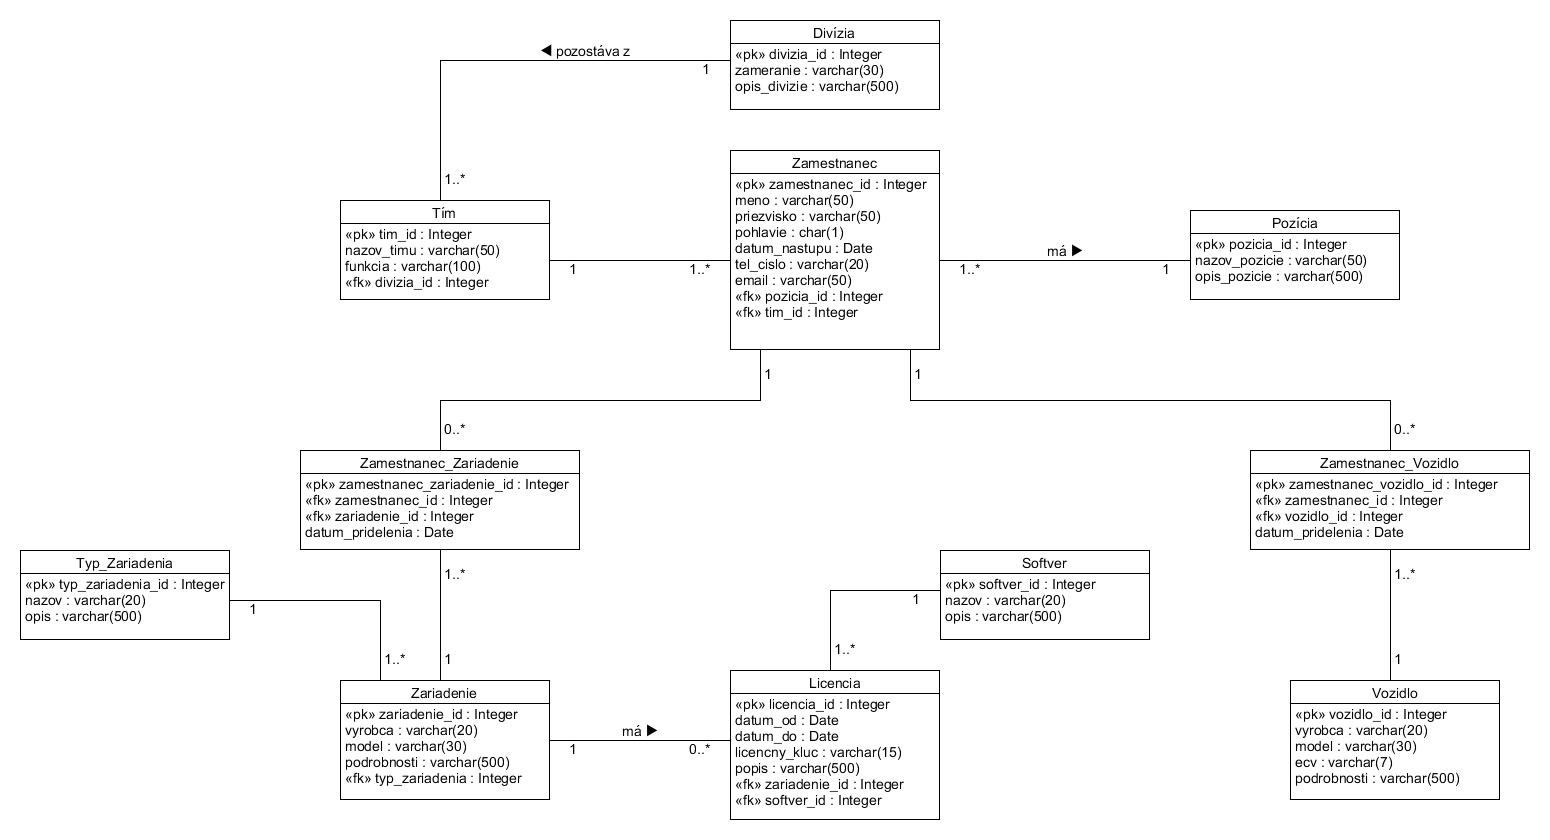 Divízia
«pk» divizia_id : Integer
zameranie : varchar(30)
opis_divizie : varchar(500)
◀ pozostáva z
1
1..*
Tím
«pk» tim_id : Integer
nazov_timu : varchar(50)
funkcia : varchar(100)
«fk» divizia_id : Integer
1
1..*
Zamestnanec
«pk» zamestnanec_id : Integer
meno : varchar(50)
priezvisko : varchar(50)
pohlavie : char(1)
datum_nastupu : Date
tel_cislo : varchar(20)
email : varchar(50)
«fk» pozicia_id : Integer
«fk» tim_id : Integer
má ▶
1..*
1
Pozícia
«pk» pozicia_id : Integer
nazov_pozicie : varchar(50)
opis_pozicie : varchar(500)
1
1
0..*
0..*
Zamestnanec_Zariadenie
«pk» zamestnanec_zariadenie_id : Integer
«fk» zamestnanec_id : Integer
«fk» zariadenie_id : Integer
datum_pridelenia : Date
Zamestnanec_Vozidlo
«pk» zamestnanec_vozidlo_id : Integer
«fk» zamestnanec_id : Integer
«fk» vozidlo_id : Integer
datum_pridelenia : Date
Typ_Zariadenia
«pk» typ_zariadenia_id : Integer
nazov : varchar(20)
opis : varchar(500)
1
1..*
1..*
1
Softver
«pk» softver_id : Integer
nazov : varchar(20)
opis : varchar(500)
1
1..*
1..*
1
Zariadenie
«pk» zariadenie_id : Integer
vyrobca : varchar(20)
model : varchar(30)
podrobnosti : varchar(500)
«fk» typ_zariadenia : Integer
má ▶
1
0..*
Licencia
«pk» licencia_id : Integer
datum_od : Date
datum_do : Date
licencny_kluc : varchar(15)
popis : varchar(500)
«fk» zariadenie_id : Integer
«fk» softver_id : Integer
Vozidlo
«pk» vozidlo_id : Integer
vyrobca : varchar(20)
model : varchar(30)
ecv : varchar(7)
podrobnosti : varchar(500)